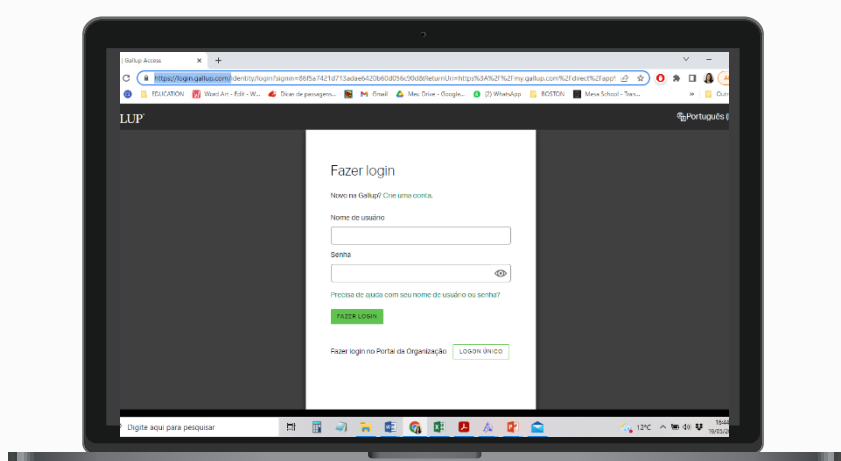 Gallup Access × +
https://login.gallup.com/identity/login?signin=86f5a7421d713adae6420b60d056c90d&returnUrl=https%3A%2F%2Fmy.gallup.com%2Fdirect%2Fapp
EDUCATION Word Art - Edit - W... Dicas de passagens... Gmail Meu Drive - Google... (2) WhatsApp BOSTON Mesa School - Tran... »
LUP
Português (
Fazer login
Novo na Gallup? Crie uma conta.
Nome de usuário
Senha
Precisa de ajuda com seu nome de usuário ou senha?
FAZER LOGIN
Fazer login no Portal da Organização LOGON ÚNICO
Digite aqui para pesquisar
12°C